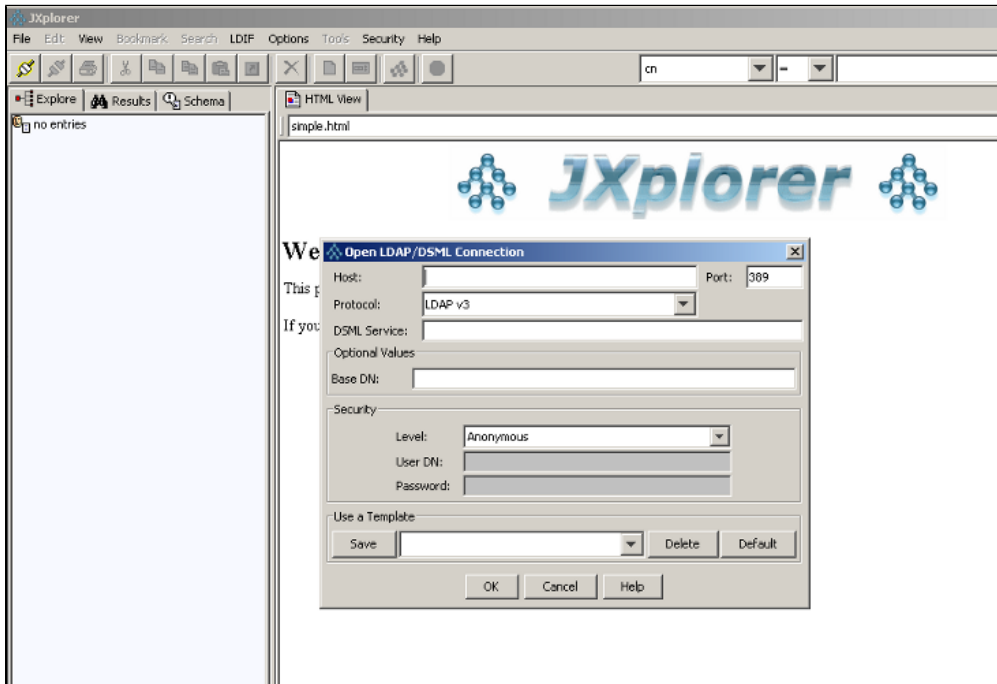 JXplorer
File Edit View Bookmark Search LDIF Options Tools Security Help
cn =
Explore Results Schema HTML View
no entries
simple.html
JXplorer
We
This p
If you
Open LDAP/DSML Connection
Host: Port: 389
Protocol: LDAP v3
DSML Service:
Optional Values
Base DN:
Security
Level: Anonymous
User DN:
Password:
Use a Template
Save Delete Default
OK Cancel Help